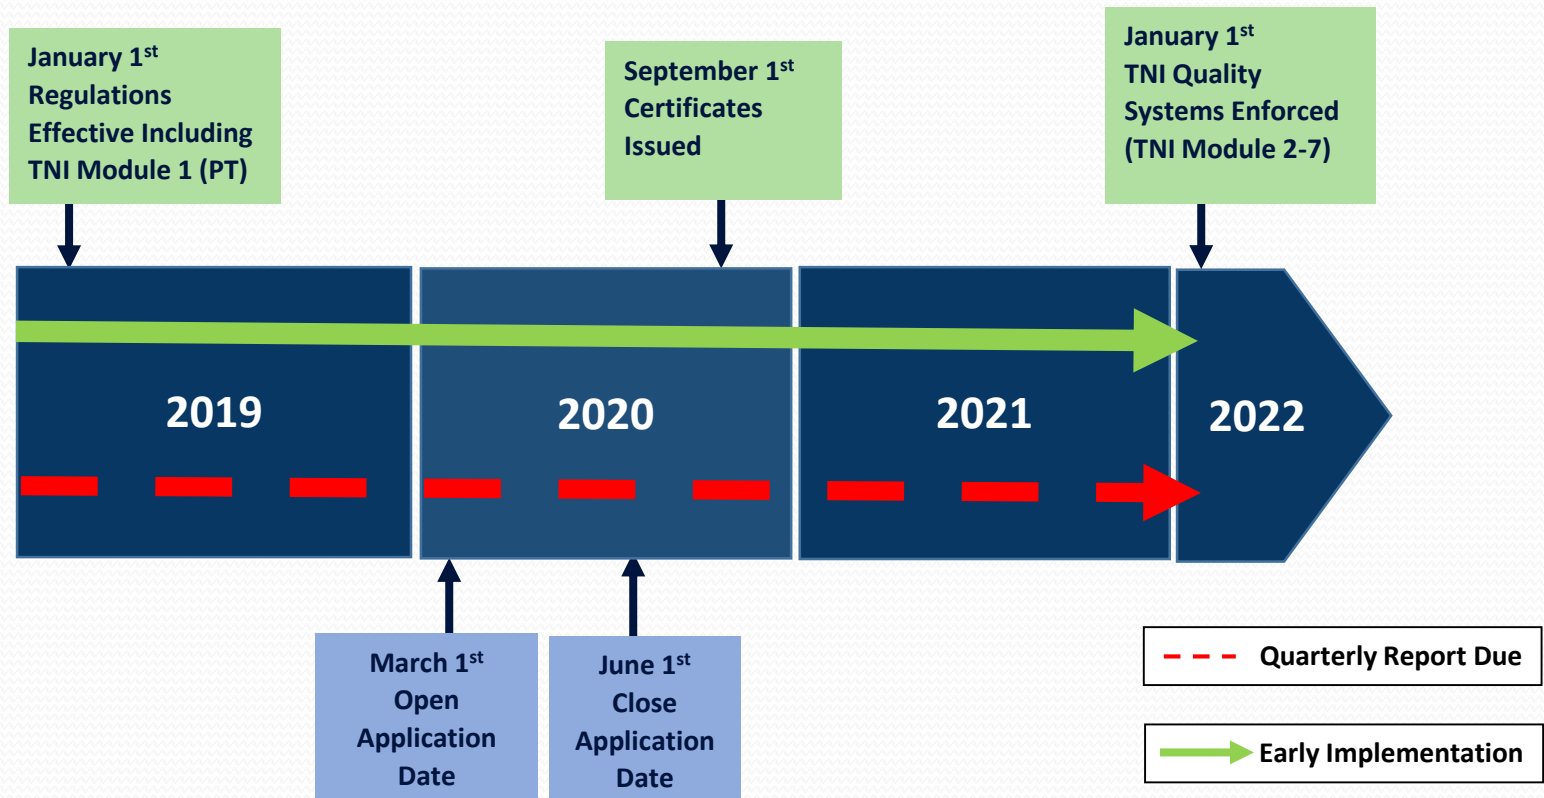 January 1st
Regulations
Effective Including
TNI Module 1 (PT)
September 1st
Certificates
Issued
January 1st
TNI Quality
Systems Enforced
(TNI Module 2-7)
2019
2020
2021
2022
March 1st
Open
Application
Date
June 1st
Close
Application
Date
Quarterly Report Due
Early Implementation